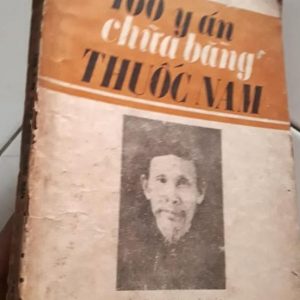 100 y án
chữa bằng
THUỐC NAM